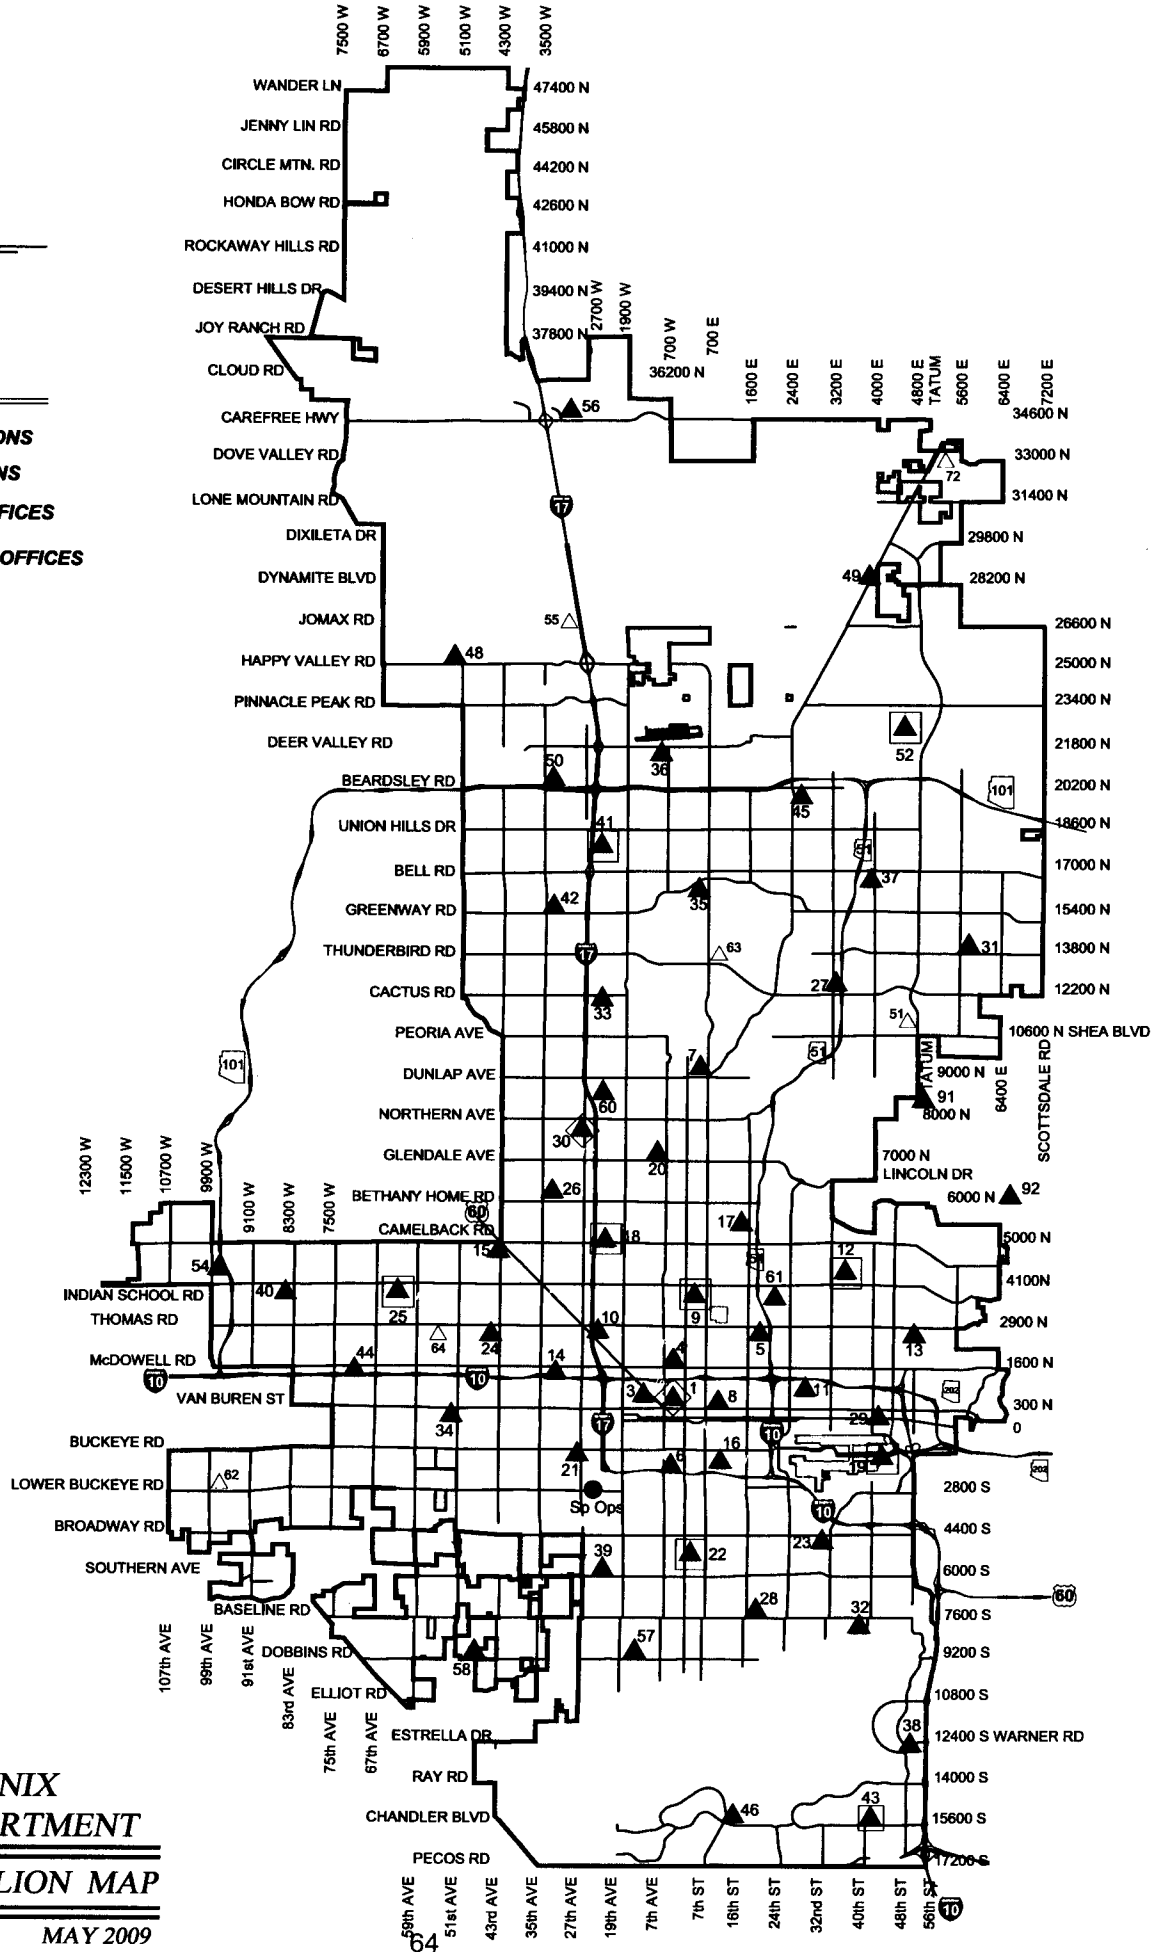 7500 W
6700 W
5900 W
5100 W
4300 W
3500 W
WANDER LN
47400 N
JENNY LIN RD
45800 N
CIRCLE MTN. RD
44200 N
HONDA BOW RD
42600 N
ROCKAWAY HILLS RD
41000 N
DESERT HILLS DR
39400 N
2700 W
1900 W
JOY RANCH RD
37800 N
700 W
700 E
CLOUD RD
36200 N
1600 E
2400 E
3200 E
4000 E
4800 E
TATUM
5600 E
6400 E
7200 E
CAREFREE HWY
56
34600 N
ONS
DOVE VALLEY RD
33000 N
NS
72
LONE MOUNTAIN RD
31400 N
FICES
17
DIXILETA DR
29800 N
OFFICES
DYNAMITE BLVD
49
28200 N
JOMAX RD
55
26600 N
HAPPY VALLEY RD
48
25000 N
PINNACLE PEAK RD
23400 N
DEER VALLEY RD
36
52
21800 N
BEARDSLEY RD
50
45
101
20200 N
UNION HILLS DR
41
51
18600 N
BELL RD
37
17000 N
GREENWAY RD
42
35
15400 N
THUNDERBIRD RD
17
63
31
13800 N
CACTUS RD
33
27
12200 N
PEORIA AVE
51
51
10600 N SHEA BLVD
101
DUNLAP AVE
7
TATUM
9000 N
6400 E
SCOTTSDALE RD
NORTHERN AVE
60
91
8000 N
30
GLENDALE AVE
20
7000 N
LINCOLN DR
12300 W
11500 W
10700 W
9900 W
9100 W
8300 W
7500 W
BETHANY HOME RD
26
6000 N
92
60
CAMELBACK RD
18
17
5000 N
15
54
51
12
INDIAN SCHOOL RD
40
25
9
61
4100N
THOMAS RD
64
24
10
5
13
2900 N
McDOWELL RD
44
14
4
1600 N
10
10
VAN BUREN ST
3
1
8
11
202
300 N
34
17
29
0
BUCKEYE RD
21
6
16
10
19
202
LOWER BUCKEYE RD
62
Sp Ops
10
2800 S
BROADWAY RD
23
4400 S
SOUTHERN AVE
39
22
6000 S
BASELINE RD
28
32
60
7600 S
DOBBINS RD
58
57
9200 S
107th AVE
99th AVE
91st AVE
83rd AVE
75th AVE
67th AVE
ELLIOT RD
10800 S
ESTRELLA DR
38
12400 S WARNER RD
RAY RD
14000 S
NIX
CHANDLER BLVD
46
43
15600 S
RTMENT
PECOS RD
17200 S
LION MAP
59th AVE
51st AVE
43rd AVE
35th AVE
27th AVE
19th AVE
7th AVE
7th ST
16th ST
24th ST
32nd ST
40th ST
48th ST
56th ST
10
MAY 2009
64